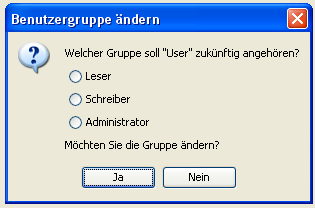 Benutzergruppe ändern
Welcher Gruppe soll "User" zukünftig angehören?
Leser
Schreiber
Administrator
Möchten Sie die Gruppe ändern?
Ja
Nein